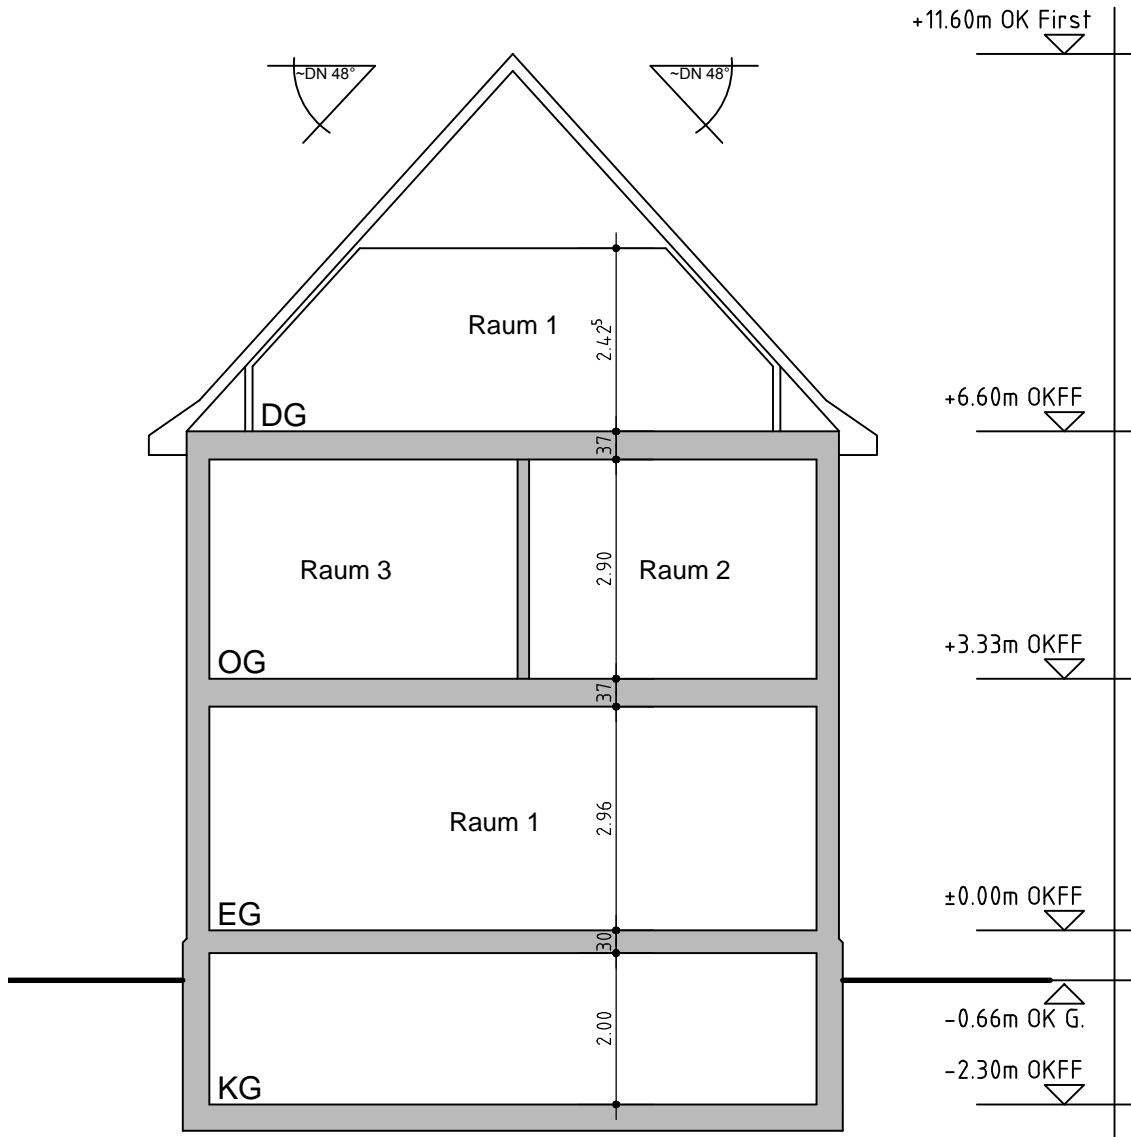 +11.60m OK First
~DN 48°
~DN 48°
Raum 1
2.42⁵
+6.60m OKFF
DG
37
Raum 3
2.90
Raum 2
+3.33m OKFF
OG
37
Raum 1
2.96
±0.00m OKFF
EG
30
-0.66m OK G.
2.00
-2.30m OKFF
KG